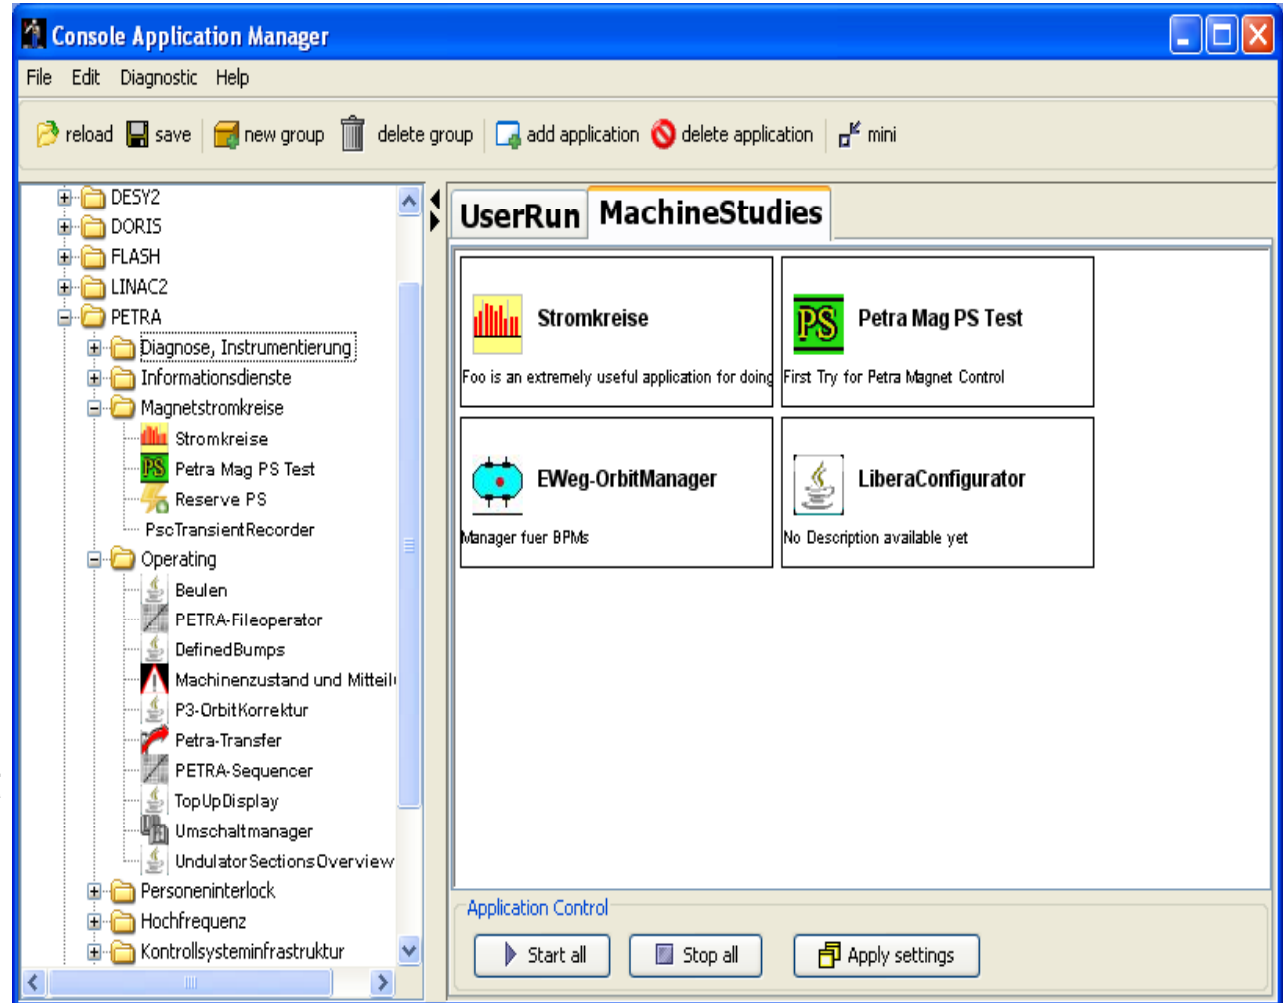 Console Application Manager
File Edit Diagnostic Help
reload save new group delete group add application delete application mini
DESY2
DORIS
FLASH
LINAC2
PETRA
Diagnose, Instrumentierung
Informationsdienste
Magnetstromkreise
Stromkreise
PS Petra Mag PS Test
Reserve PS
PscTransientRecorder
Operating
Beulen
PETRA-Fileoperator
DefinedBumps
Machinenzustand und Mitteil
P3-OrbitKorrektur
Petra-Transfer
PETRA-Sequencer
TopUpDisplay
Umschaltmanager
UndulatorSectionsOverview
Personeninterlock
Hochfrequenz
Kontrollsysteminfrastruktur
UserRun MachineStudies
Stromkreise
Foo is an extremely useful application for doing
PS Petra Mag PS Test
First Try for Petra Magnet Control
EWeg-OrbitManager
Manager fuer BPMs
LiberaConfigurator
No Description available yet
Application Control
Start all Stop all Apply settings